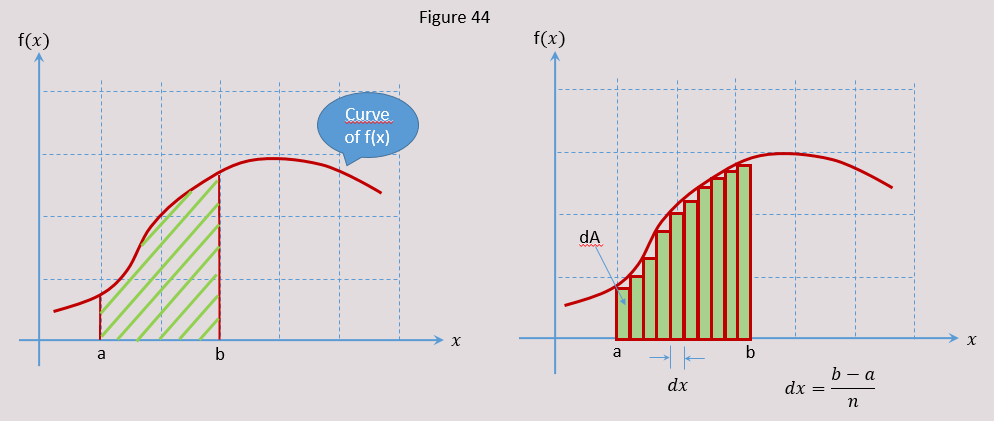 Figure 44
f(x)
Curve
of f(x)
x
a
b
f(x)
dA
x
a
b
dx
dx = \frac{b − a}{n}